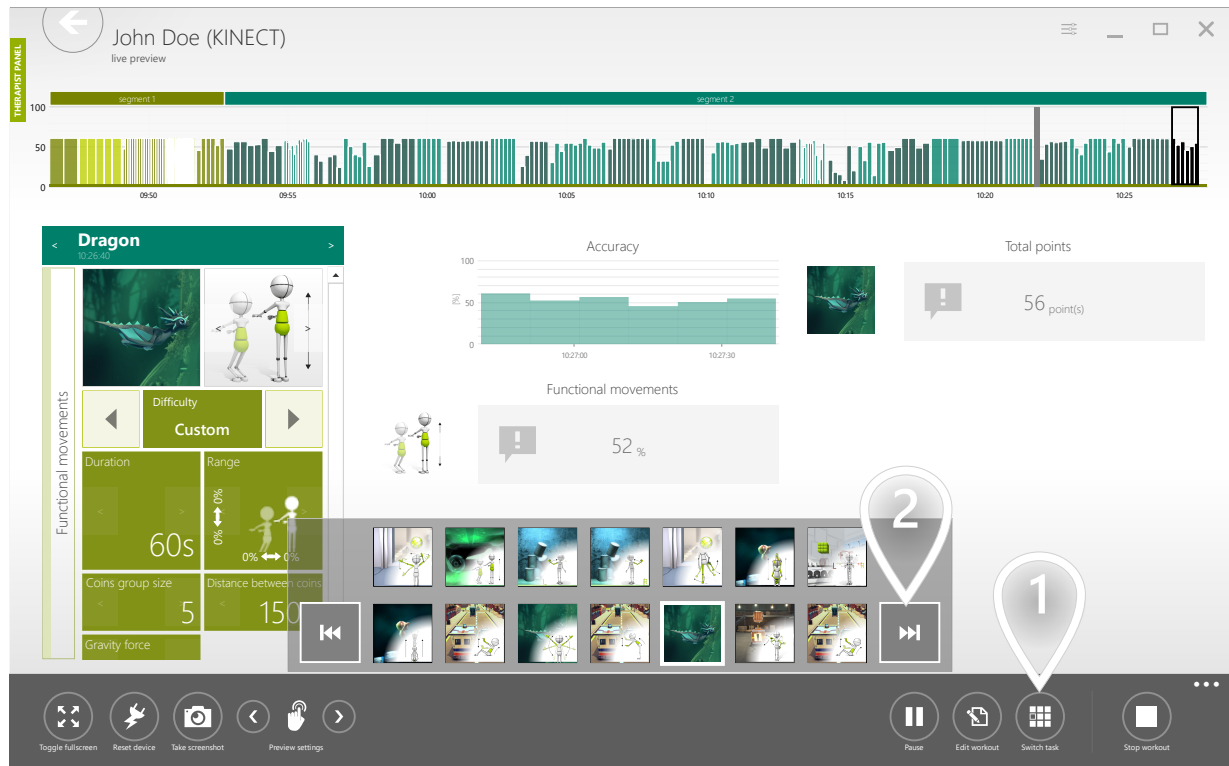 John Doe (KINECT)
live preview
THERAPIST PANEL
segment 1
segment 2
100
50
0
09:50
09:55
10:00
10:05
10:10
10:15
10:20
10:25
< Dragon >
10:26:40
Functional movements
Difficulty
Custom
Duration
60s
Range
0%
0%
0% 0%
Coins group size
5
Distance between coins
150
Gravity force
Accuracy
100
[%]
50
0
10:27:00
10:27:30
Total points
56 point(s)
Functional movements
52 %
2
1
Toggle fullscreen
Reset device
Take screenshot
Preview settings
Pause
Edit workout
Switch task
Stop workout